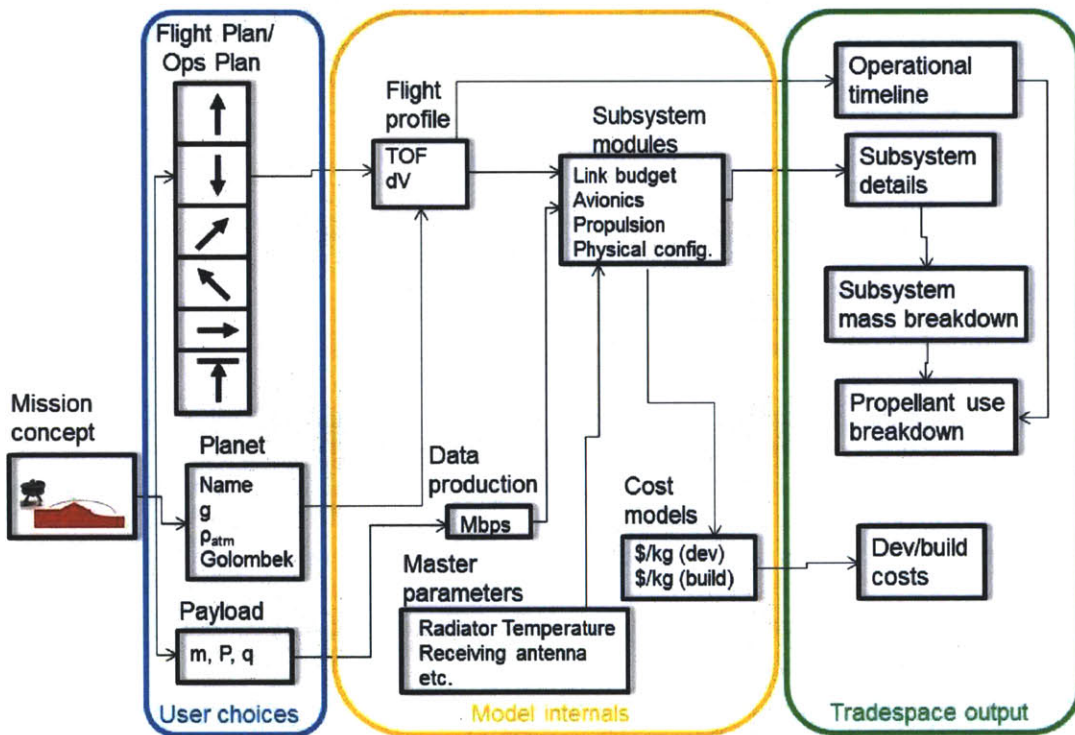 Flight Plan/
Ops Plan
Mission
concept
Planet
Name
g
ρatm
Golombek
Payload
m, P, q
User choices
Flight
profile
TOF
dV
Subsystem
modules
Link budget
Avionics
Propulsion
Physical config.
Data
production
Mbps
Master
parameters
Radiator Temperature
Receiving antenna
etc.
Cost
models
$/kg (dev)
$/kg (build)
Model internals
Operational
timeline
Subsystem
details
Subsystem
mass breakdown
Propellant use
breakdown
Dev/build
costs
Tradespace output